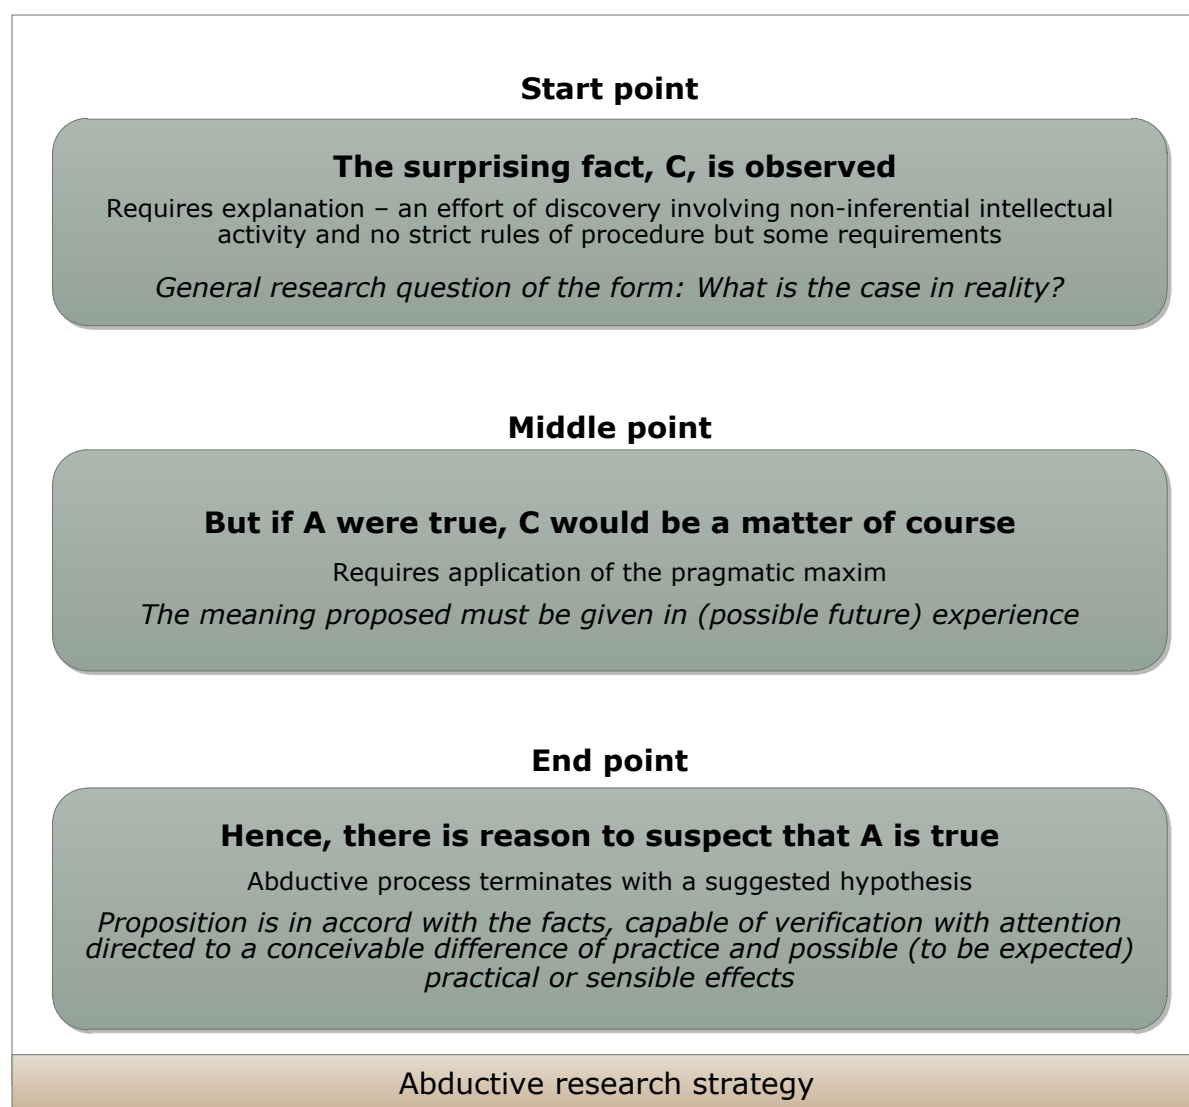 Start point
The surprising fact, C, is observed
Requires explanation – an effort of discovery involving non-inferential intellectual
activity and no strict rules of procedure but some requirements
General research question of the form: What is the case in reality?
Middle point
But if A were true, C would be a matter of course
Requires application of the pragmatic maxim
The meaning proposed must be given in (possible future) experience
End point
Hence, there is reason to suspect that A is true
Abductive process terminates with a suggested hypothesis
Proposition is in accord with the facts, capable of verification with attention
directed to a conceivable difference of practice and possible (to be expected)
practical or sensible effects
Abductive research strategy